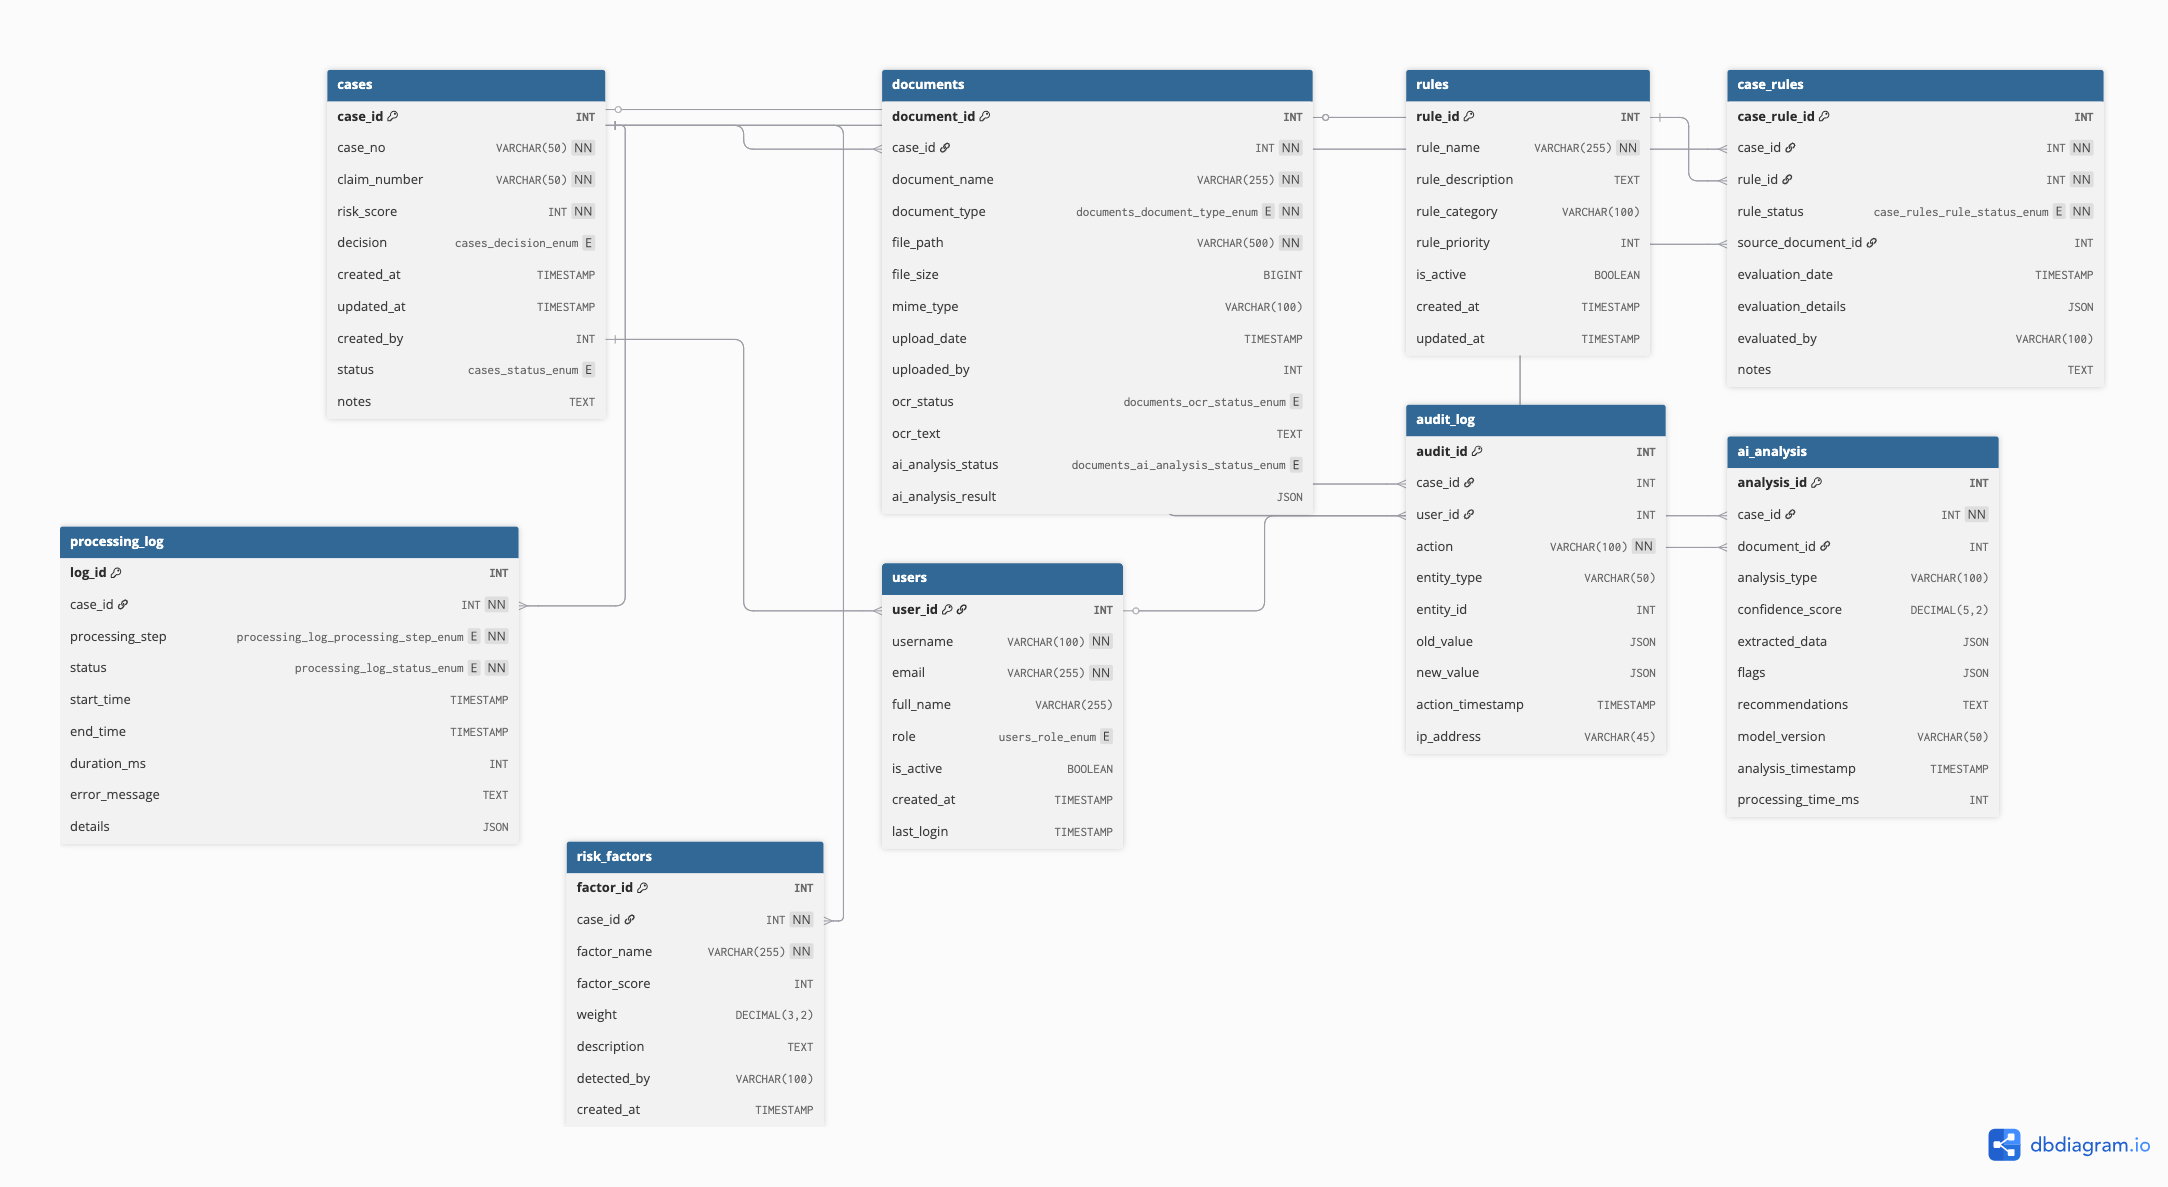 cases
case_id INT
case_no VARCHAR(50) NN
claim_number VARCHAR(50) NN
risk_score INT NN
decision cases_decision_enum E
created_at TIMESTAMP
updated_at TIMESTAMP
created_by INT
status cases_status_enum E
notes TEXT
documents
document_id INT
case_id INT NN
document_name VARCHAR(255) NN
document_type documents_document_type_enum E NN
file_path VARCHAR(500) NN
file_size BIGINT
mime_type VARCHAR(100)
upload_date TIMESTAMP
uploaded_by INT
ocr_status documents_ocr_status_enum E
ocr_text TEXT
ai_analysis_status documents_ai_analysis_status_enum E
ai_analysis_result JSON
rules
rule_id INT
rule_name VARCHAR(255) NN
rule_description TEXT
rule_category VARCHAR(100)
rule_priority INT
is_active BOOLEAN
created_at TIMESTAMP
updated_at TIMESTAMP
case_rules
case_rule_id INT
case_id INT NN
rule_id INT NN
rule_status case_rules_rule_status_enum E NN
source_document_id INT
evaluation_date TIMESTAMP
evaluation_details JSON
evaluated_by VARCHAR(100)
notes TEXT
audit_log
audit_id INT
case_id INT
user_id INT
action VARCHAR(100) NN
entity_type VARCHAR(50)
entity_id INT
old_value JSON
new_value JSON
action_timestamp TIMESTAMP
ip_address VARCHAR(45)
ai_analysis
analysis_id INT
case_id INT NN
document_id INT
analysis_type VARCHAR(100)
confidence_score DECIMAL(5,2)
extracted_data JSON
flags JSON
recommendations TEXT
model_version VARCHAR(50)
analysis_timestamp TIMESTAMP
processing_time_ms INT
processing_log
log_id INT
case_id INT NN
processing_step processing_log_processing_step_enum E NN
status processing_log_status_enum E NN
start_time TIMESTAMP
end_time TIMESTAMP
duration_ms INT
error_message TEXT
details JSON
users
user_id INT
username VARCHAR(100) NN
email VARCHAR(255) NN
full_name VARCHAR(255)
role users_role_enum E
is_active BOOLEAN
created_at TIMESTAMP
last_login TIMESTAMP
risk_factors
factor_id INT
case_id INT NN
factor_name VARCHAR(255) NN
factor_score INT
weight DECIMAL(3,2)
description TEXT
detected_by VARCHAR(100)
created_at TIMESTAMP
dbdiagram.io